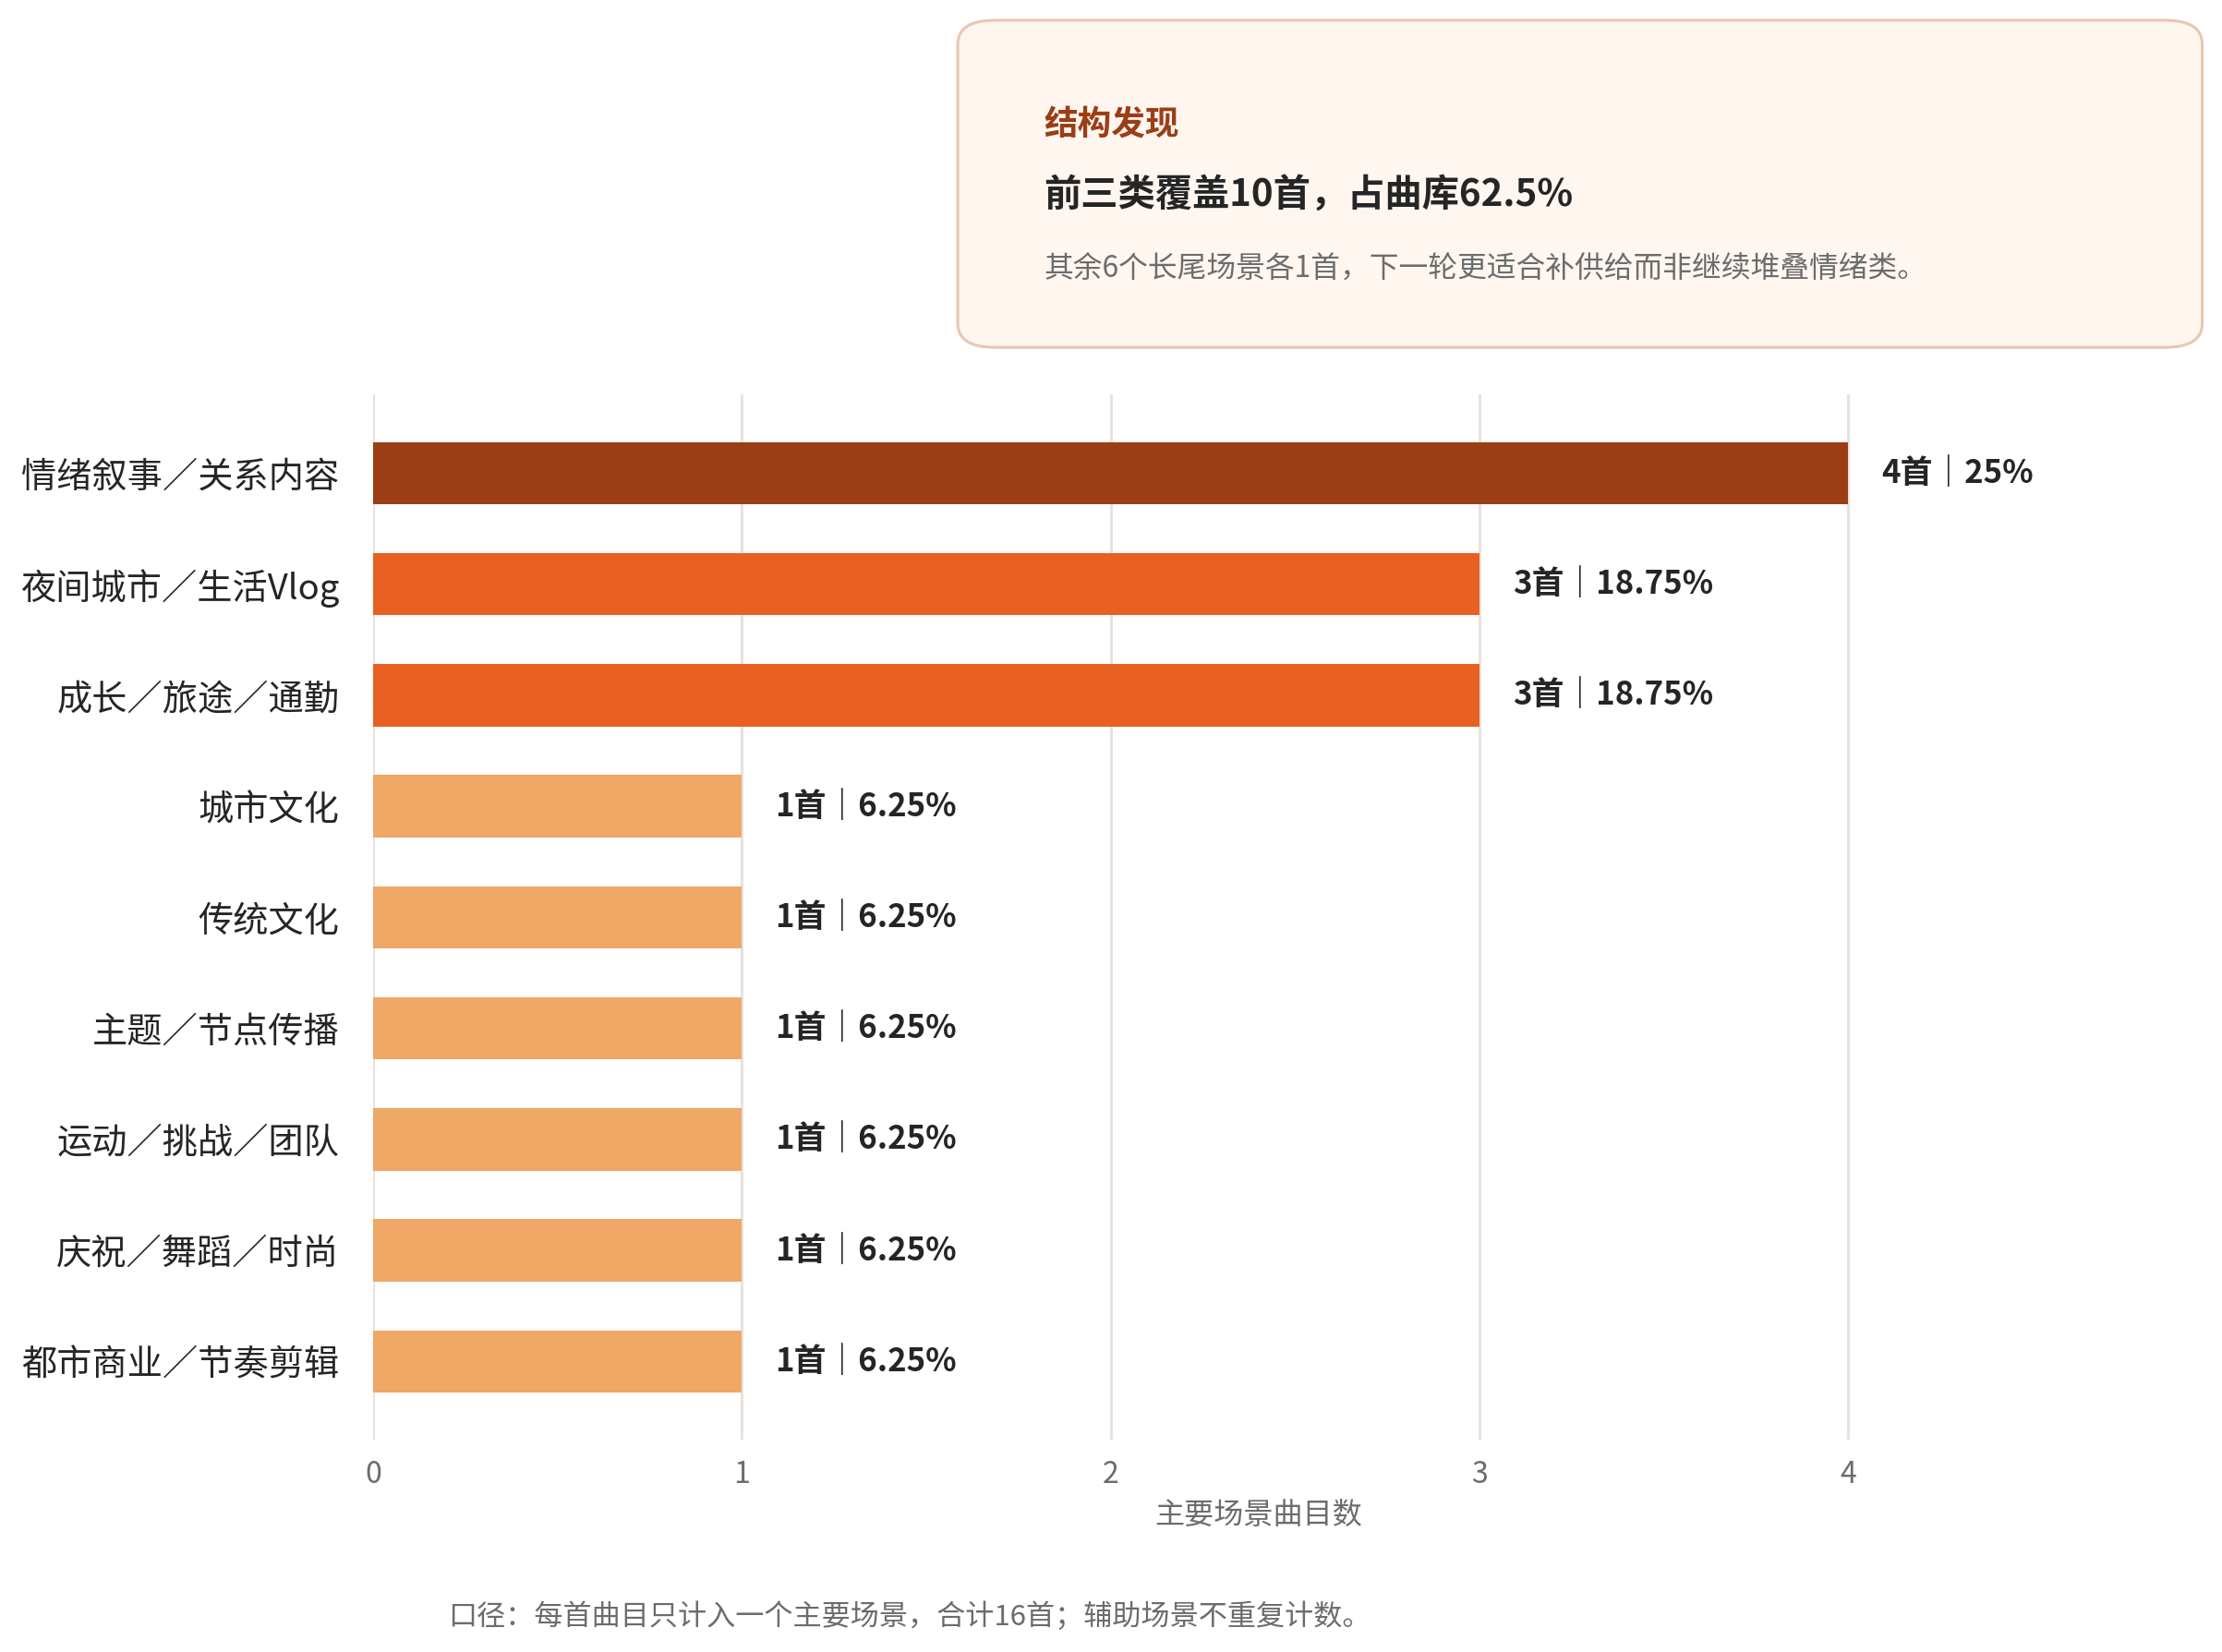 结构发现
前三类覆盖10首，占曲库62.5%
其余6个长尾场景各1首，下一轮更适合补供给而非继续堆叠情绪类。
情绪叙事／关系内容 4首｜25%
夜间城市／生活Vlog 3首｜18.75%
成长／旅途／通勤 3首｜18.75%
城市文化 1首｜6.25%
传统文化 1首｜6.25%
主题／节点传播 1首｜6.25%
运动／挑战／团队 1首｜6.25%
庆祝／舞蹈／时尚 1首｜6.25%
都市商业／节奏剪辑 1首｜6.25%
0 1 2 3 4
主要场景曲目数
口径：每首曲目只计入一个主要场景，合计16首；辅助场景不重复计数。